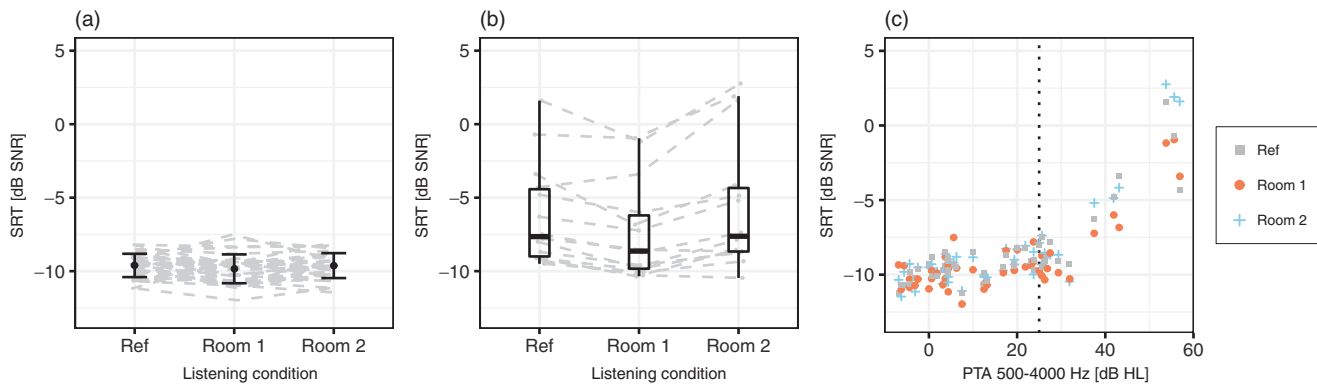 (a)
5
0
−5
−10
SRT [dB SNR]
Ref Room 1 Room 2
Listening condition
(b)
5
0
−5
−10
SRT [dB SNR]
Ref Room 1 Room 2
Listening condition
(c)
5
0
−5
−10
SRT [dB SNR]
0 20 40 60
PTA 500-4000 Hz [dB HL]
Ref
Room 1
Room 2